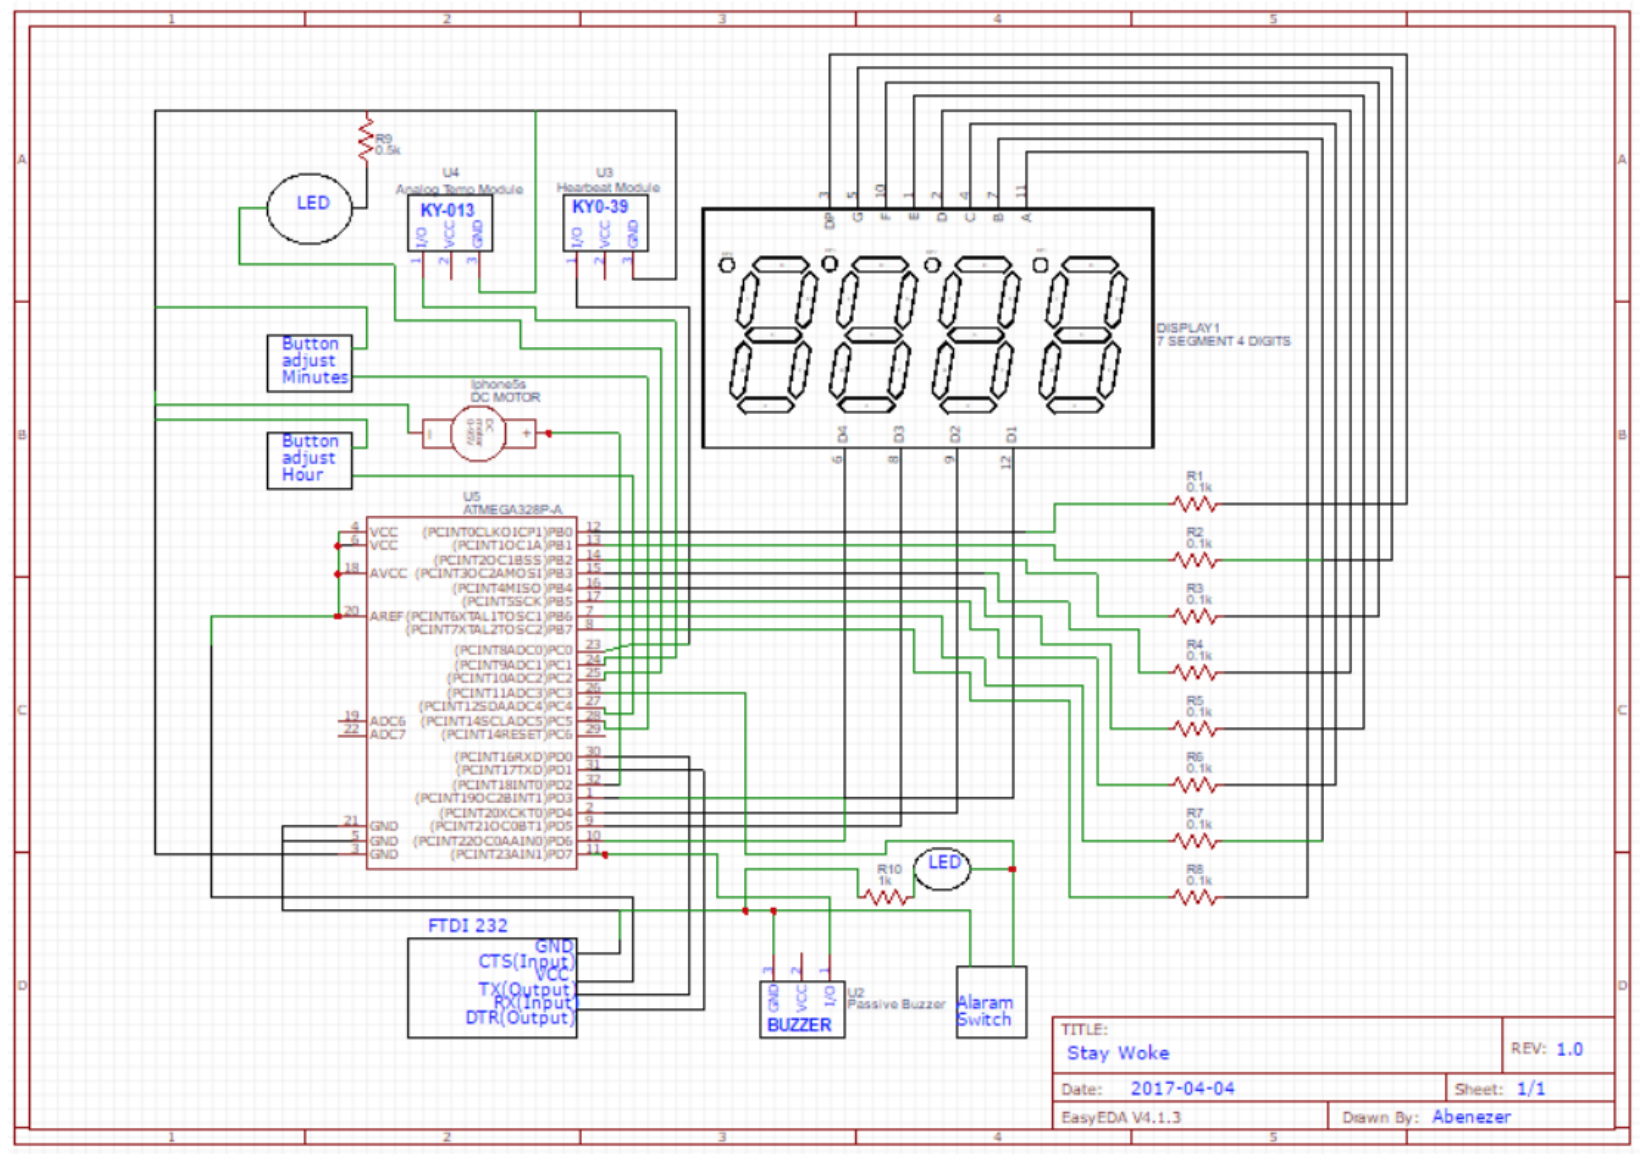 1 2 3 4 5
A
B
C
D
A
B
C
D
R9
0.5k
LED
U4
Analog Temp Module
KY-013
I/O VCC GND
1 2 3
U3
Hearbeat Module
KY0-39
I/O VCC GND
1 2 3
3 5 10 1 2 4 7 11
DP G F E D C B A
DISPLAY1
7 SEGMENT 4 DIGITS
D4 D3 D2 D1
6 8 9 12
Button
adjust
Minutes
Iphone5s
DC MOTOR
DC
motor
+
Button
adjust
Hour
U5
ATMEGA328P-A
4 VCC
6 VCC
18 AVCC
20 AREF
19 ADC6
22 ADC7
21 GND
5 GND
3 GND
(PCINT0CLKOICP1)PB0 12
(PCINT1OC1A)PB1 13
(PCINT2OC1BSS)PB2 14
(PCINT3OC2AMOSI)PB3 15
(PCINT4MISO)PB4 16
(PCINT5SCK)PB5 17
(PCINT6XTAL1TOSC1)PB6 7
(PCINT7XTAL2TOSC2)PB7 8
(PCINT8ADC0)PC0 23
(PCINT9ADC1)PC1 24
(PCINT10ADC2)PC2 25
(PCINT11ADC3)PC3 26
(PCINT12SDAADC4)PC4 27
(PCINT14SCLADC5)PC5 28
(PCINT14RESET)PC6 29
(PCINT16RXD)PD0 30
(PCINT17TXD)PD1 31
(PCINT18INT0)PD2 32
(PCINT19OC2BINT1)PD3 1
(PCINT20XCKT0)PD4 2
(PCINT21OC0BT1)PD5 9
(PCINT22OC0AAIN0)PD6 10
(PCINT23AIN1)PD7 11
R1
0.1k
R2
0.1k
R3
0.1k
R4
0.1k
R5
0.1k
R6
0.1k
R7
0.1k
R8
0.1k
R10
1k
LED
FTDI 232
GND
CTS(Input)
VCC
TX(Output)
RX(Input)
DTR(Output)
3 2 1
GND VCC I/O
BUZZER
U2
Passive Buzzer
Alaram
Switch
TITLE:
Stay Woke
REV: 1.0
Date: 2017-04-04
Sheet: 1/1
EasyEDA V4.1.3
Drawn By: Abenezer
1 2 3 4 5